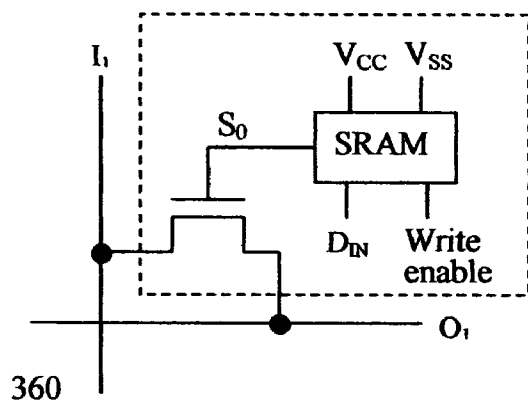 I₁
V_CC V_SS
S₀
SRAM
D_IN Write
enable
O₁
360